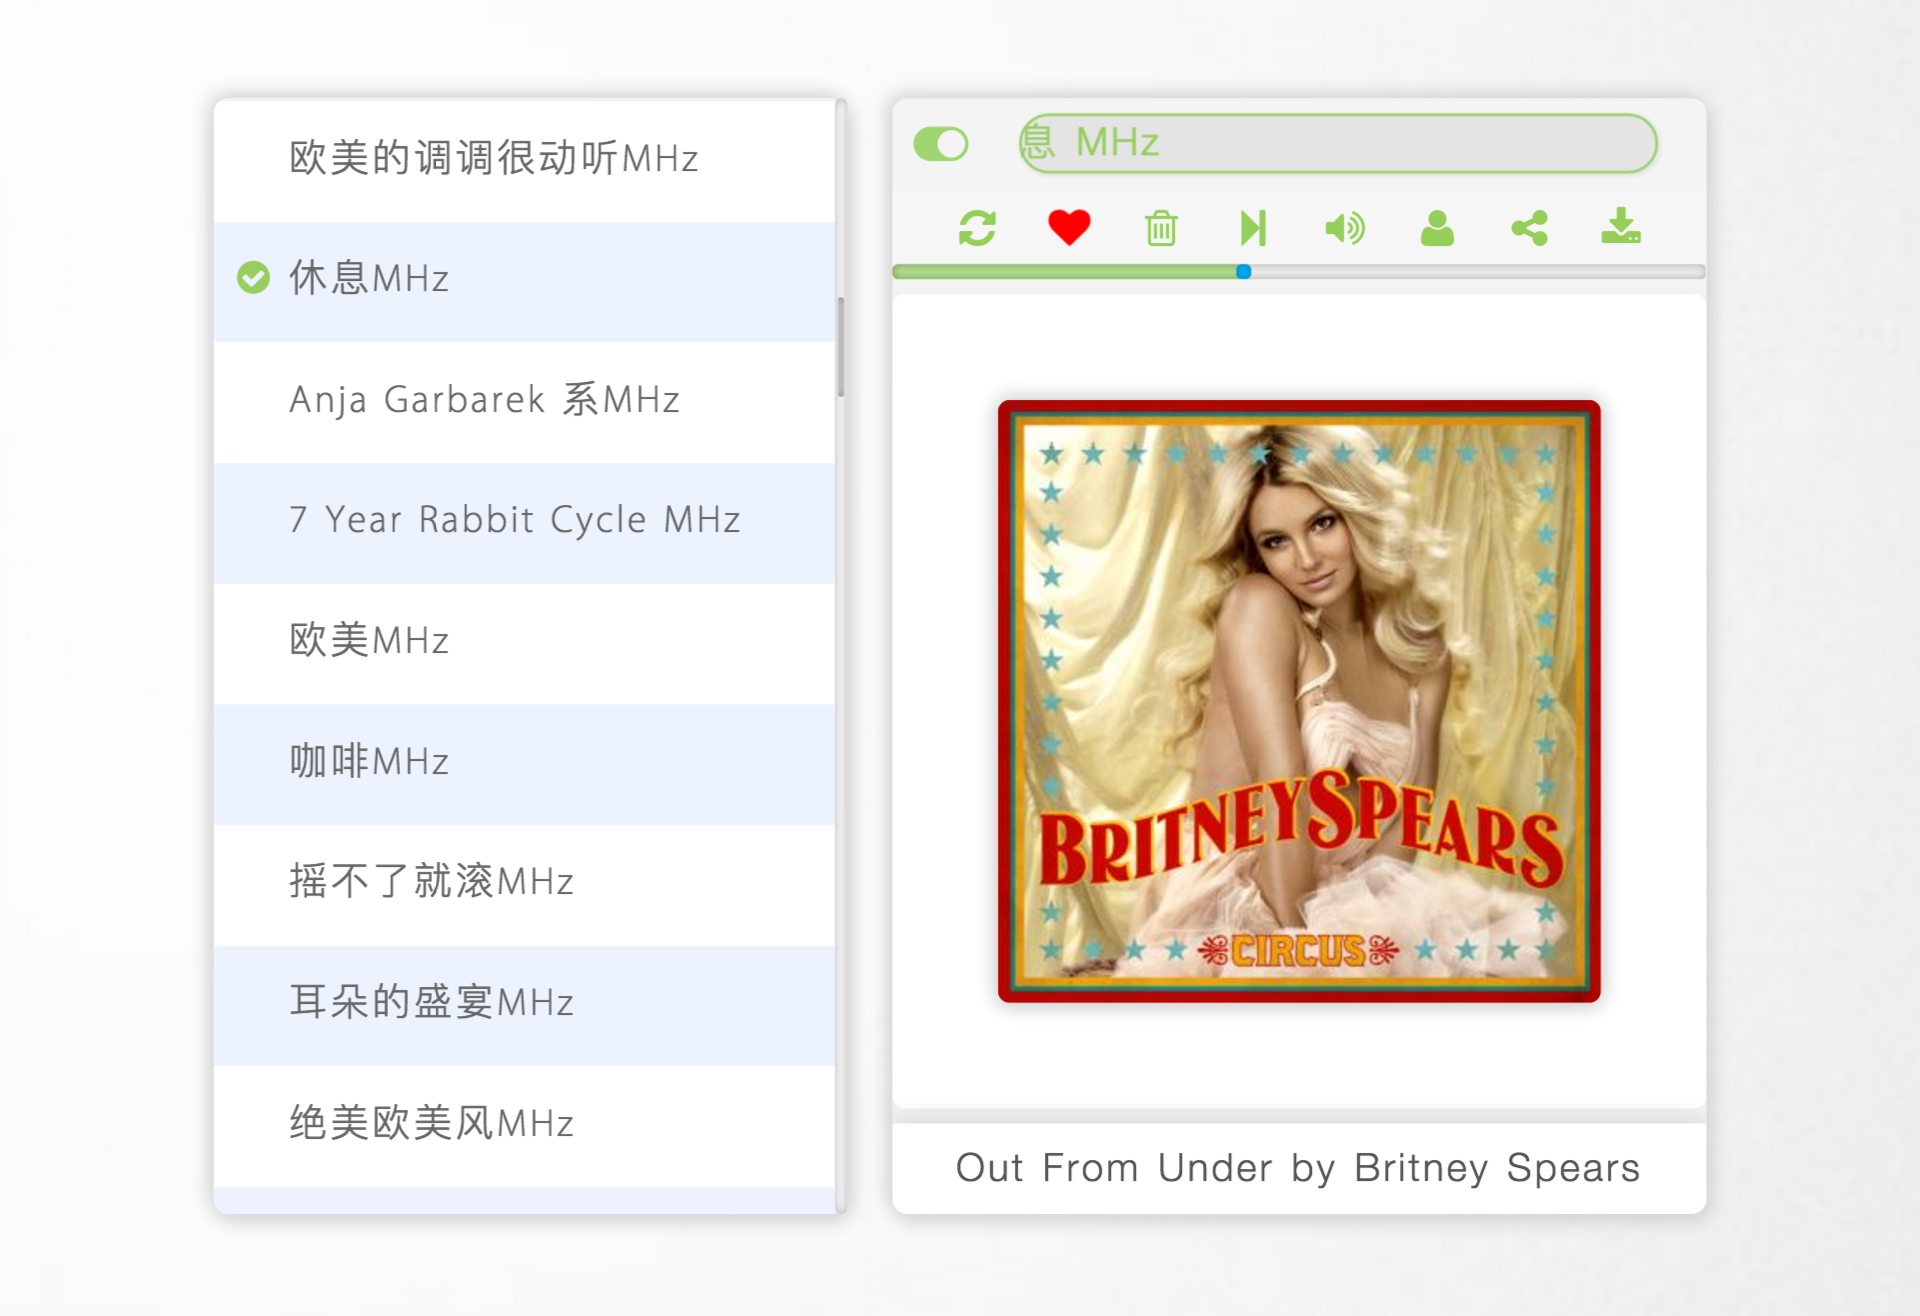 欧美的调调很动听MHz
休息MHz
Anja Garbarek 系MHz
7 Year Rabbit Cycle MHz
欧美MHz
咖啡MHz
摇不了就滚MHz
耳朵的盛宴MHz
绝美欧美风MHz
息 MHz
BRITNEY SPEARS
CIRCUS
Out From Under by Britney Spears